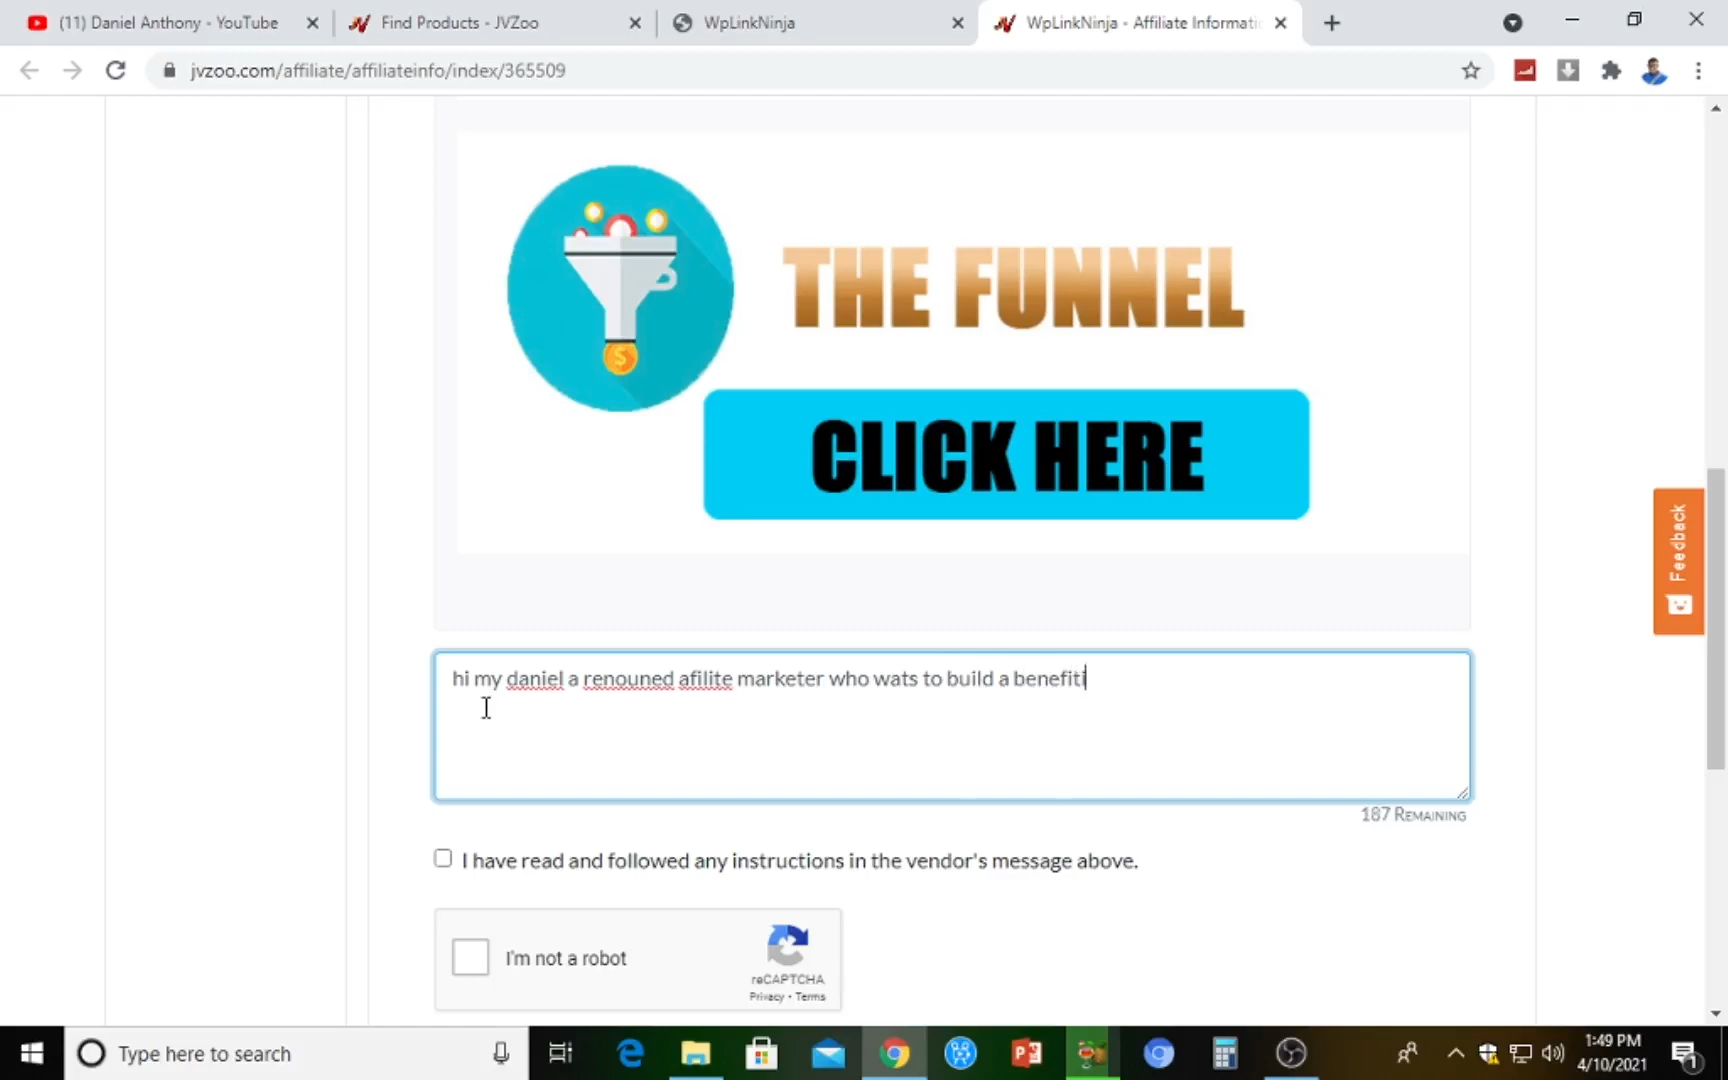 (11) Daniel Anthony - YouTube
Find Products - JVZoo
WpLinkNinja
WpLinkNinja - Affiliate Informati
jvzoo.com/affiliate/affiliateinfo/index/365509
THE FUNNEL
CLICK HERE
Feedback
hi my daniel a renouned afilite marketer who wats to build a benefiti
187 REMAINING
I have read and followed any instructions in the vendor's message above.
I'm not a robot
reCAPTCHA
Privacy - Terms
Type here to search
1:49 PM
4/10/2021
1